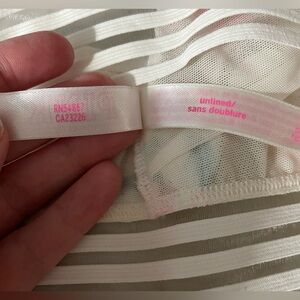 RN54867
CA23226
unlined/
sans doublure